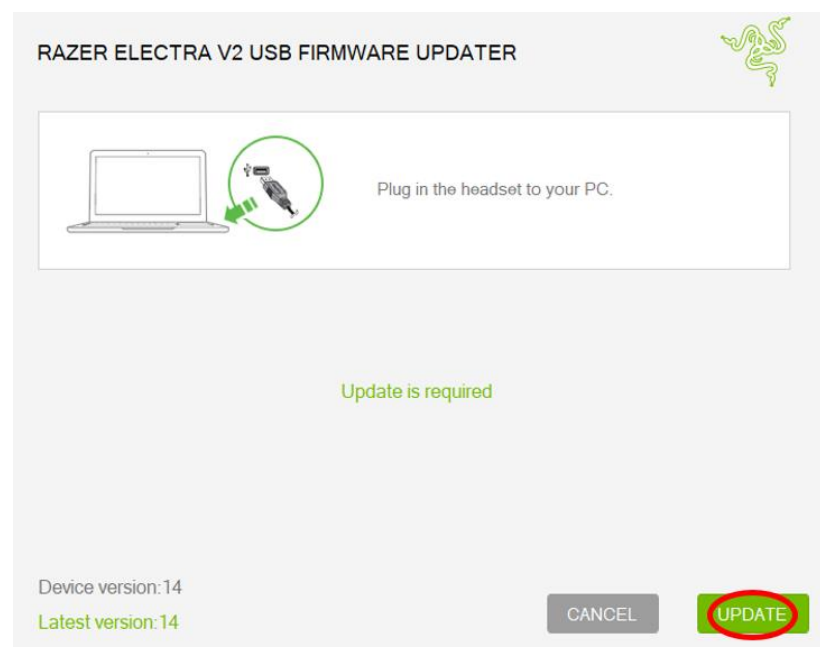 RAZER ELECTRA V2 USB FIRMWARE UPDATER
Plug in the headset to your PC.
Update is required
Device version:14
Latest version:14
CANCEL
UPDATE